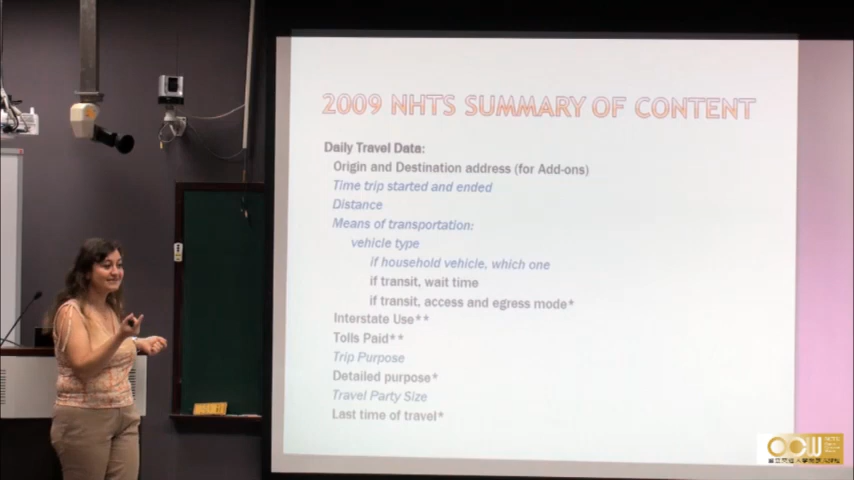 2009 NHTS SUMMARY OF CONTENT
Daily Travel Data:
Origin and Destination address (for Add-ons)
Time trip started and ended
Distance
Means of transportation:
vehicle type
if household vehicle, which one
if transit, wait time
if transit, access and egress mode*
Interstate Use**
Tolls Paid**
Trip Purpose
Detailed purpose*
Travel Party Size
Last time of travel*
OCW